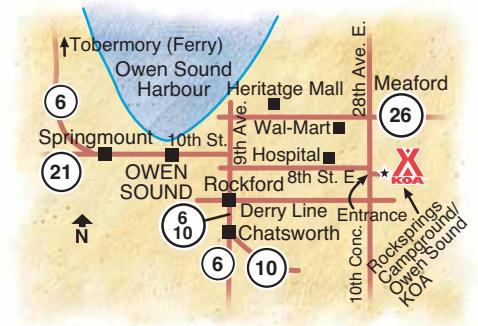 Tobermory (Ferry)
Owen Sound
Harbour
28th Ave. E.
6
Heritatge Mall
Meaford
26
Wal-Mart
9th Ave.
Springmount
10th St.
21
OWEN
SOUND
Hospital
8th St. E.
KOA
Rockford
6
10
Derry Line
Entrance
N
Chatsworth
6
10
10th Conc.
Rocksprings
Campground/
Owen Sound
KOA